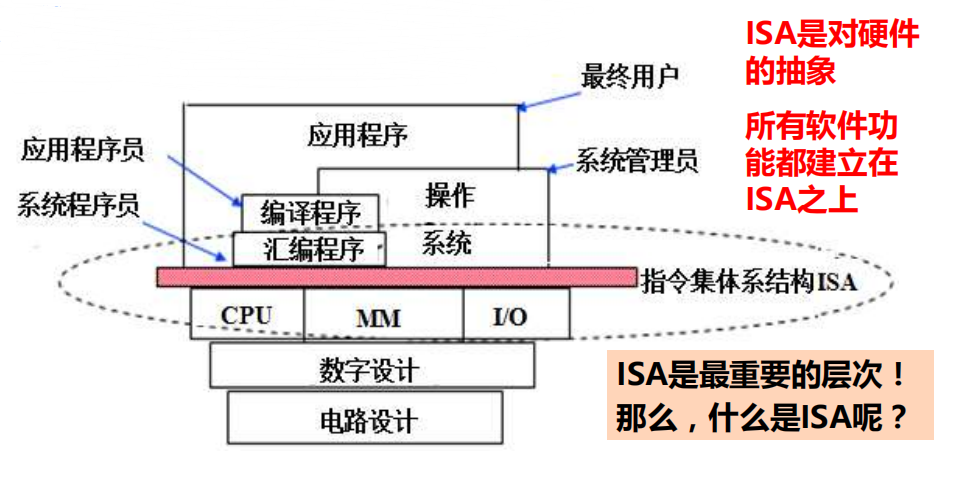 ISA是对硬件
的抽象
最终用户
所有软件功
能都建立在
ISA之上
应用程序
应用程序员
系统管理员
操作
系统程序员
编译程序
汇编程序
系统
指令集体系结构ISA
CPU
MM
I/O
数字设计
ISA是最重要的层次！
那么，什么是ISA呢？
电路设计